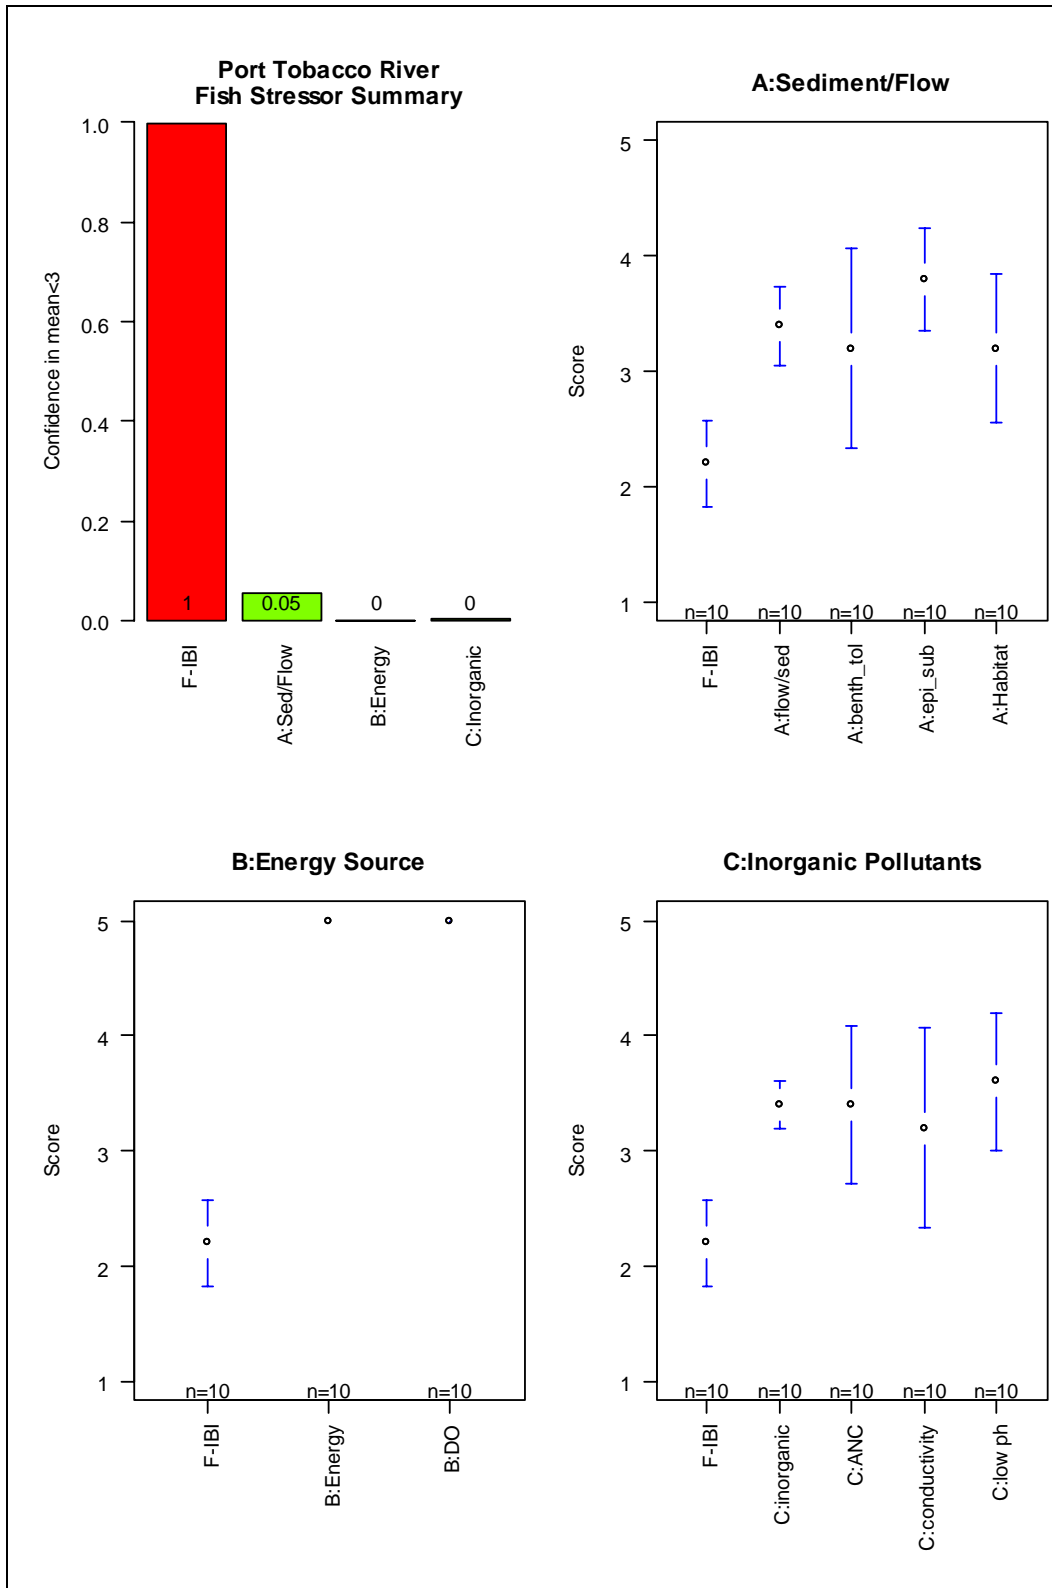 Port Tobacco River
Fish Stressor Summary
Confidence in mean<3
1.0
0.8
0.6
0.4
0.2
0.0
1
0.05
0
0
F-IBI
A:Sed/Flow
B:Energy
C:Inorganic
A:Sediment/Flow
Score
5
4
3
2
1
n=10
n=10
n=10
n=10
n=10
F-IBI
A:flow/sed
A:benth_tol
A:epi_sub
A:Habitat
B:Energy Source
Score
5
4
3
2
1
n=10
n=10
n=10
F-IBI
B:Energy
B:DO
C:Inorganic Pollutants
Score
5
4
3
2
1
n=10
n=10
n=10
n=10
n=10
F-IBI
C:inorganic
C:ANC
C:conductivity
C:low ph